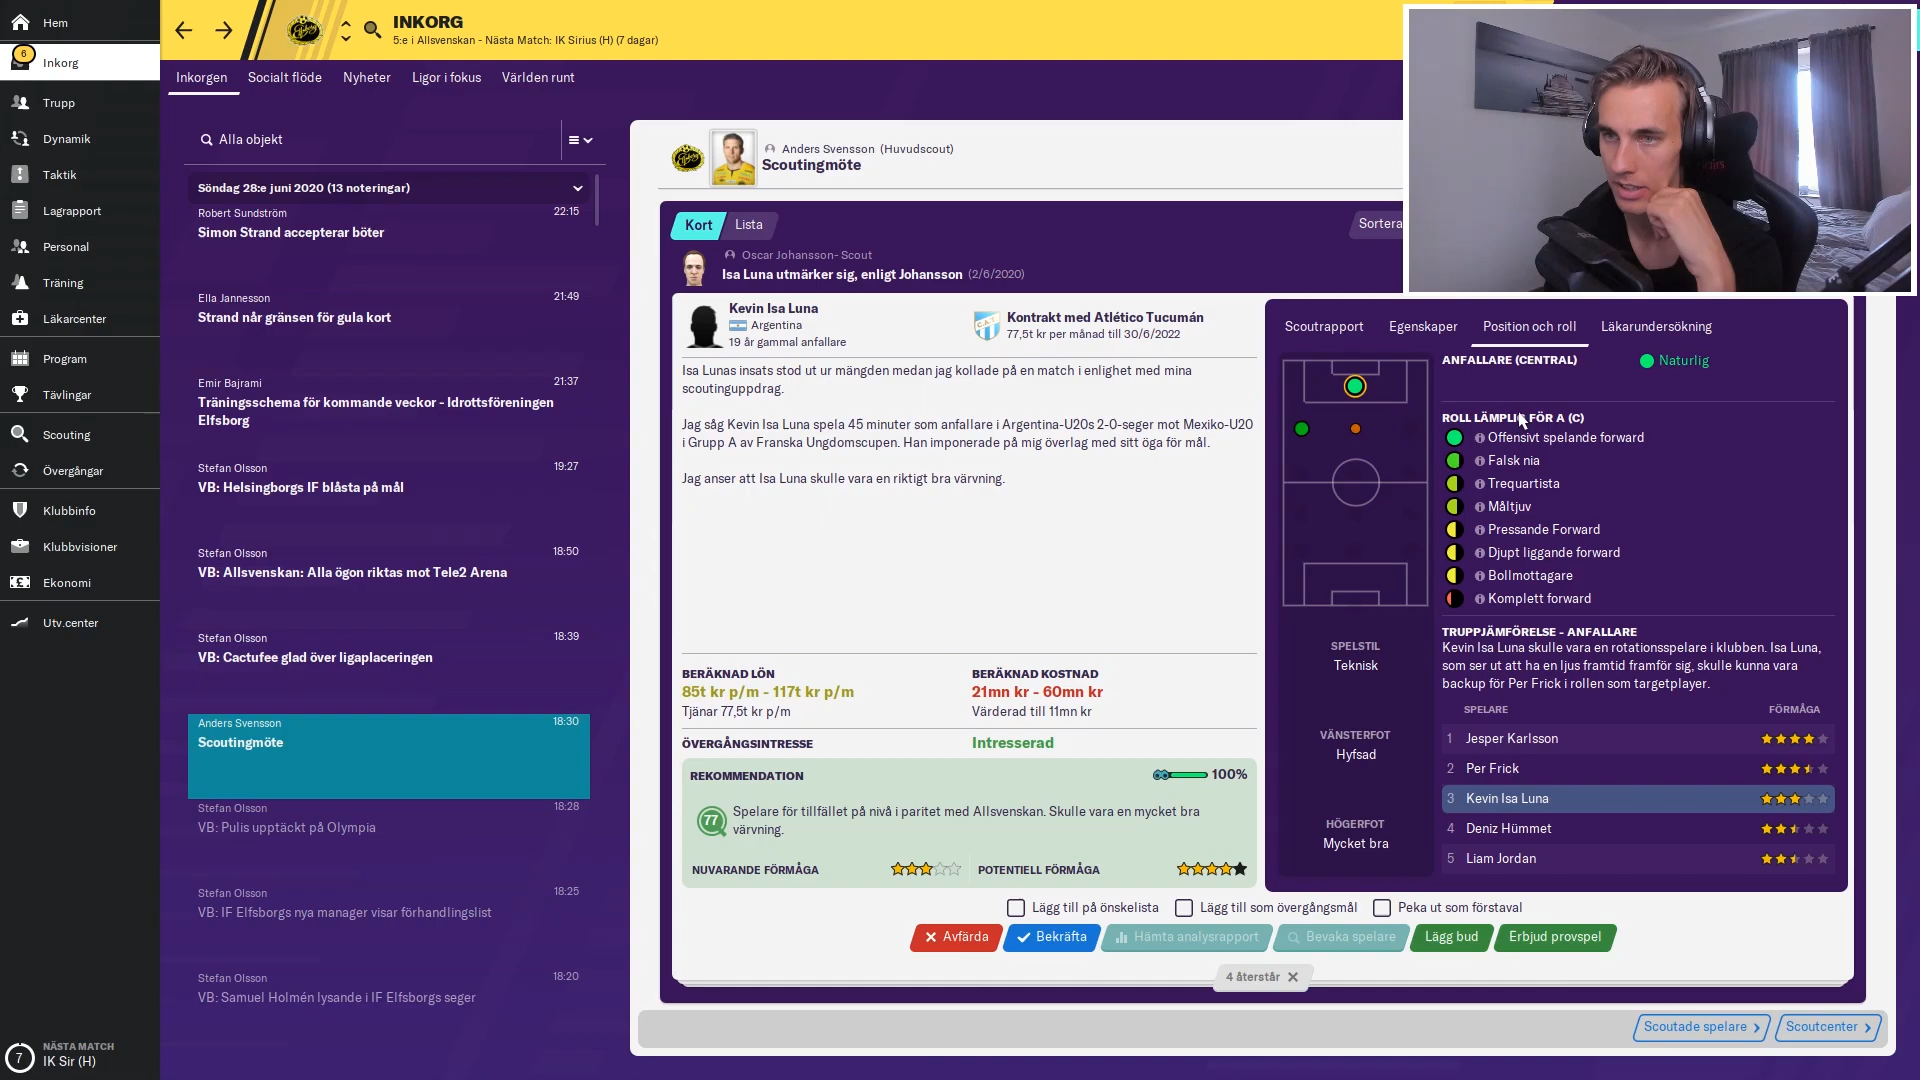 Hem
6
Inkorg
Trupp
Dynamik
Taktik
Lagrapport
Personal
Träning
Läkarcenter
Program
Tävlingar
Scouting
Övergångar
Klubbinfo
Klubbvisioner
Ekonomi
Utv.center
7
NÄSTA MATCH
IK Sir (H)
INKORG
5:e i Allsvenskan - Nästa Match: IK Sirius (H) (7 dagar)
Inkorgen Socialt flöde Nyheter Ligor i fokus Världen runt
Alla objekt
Söndag 28:e juni 2020 (13 noteringar)
Robert Sundström 22:15
Simon Strand accepterar böter
Ella Jannesson 21:49
Strand når gränsen för gula kort
Emir Bajrami 21:37
Träningsschema för kommande veckor - Idrottsföreningen
Elfsborg
Stefan Olsson 19:27
VB: Helsingborgs IF blåsta på mål
Stefan Olsson 18:50
VB: Allsvenskan: Alla ögon riktas mot Tele2 Arena
Stefan Olsson 18:39
VB: Cactufee glad över ligaplaceringen
Anders Svensson 18:30
Scoutingmöte
Stefan Olsson 18:28
VB: Pulis upptäckt på Olympia
Stefan Olsson 18:25
VB: IF Elfsborgs nya manager visar förhandlingslist
Stefan Olsson 18:20
VB: Samuel Holmén lysande i IF Elfsborgs seger
Anders Svensson (Huvudscout)
Scoutingmöte
Kort Lista Sortera
Oscar Johansson- Scout
Isa Luna utmärker sig, enligt Johansson (2/6/2020)
Kevin Isa Luna
Argentina
19 år gammal anfallare
Kontrakt med Atlético Tucumán
77,5t kr per månad till 30/6/2022
Isa Lunas insats stod ut ur mängden medan jag kollade på en match i enlighet med mina
scoutinguppdrag.
Jag såg Kevin Isa Luna spela 45 minuter som anfallare i Argentina-U20s 2-0-seger mot Mexiko-U20
i Grupp A av Franska Ungdomscupen. Han imponerade på mig överlag med sitt öga för mål.
Jag anser att Isa Luna skulle vara en riktigt bra värvning.
BERÄKNAD LÖN
85t kr p/m - 117t kr p/m
Tjänar 77,5t kr p/m
BERÄKNAD KOSTNAD
21mn kr - 60mn kr
Värderad till 11mn kr
ÖVERGÅNGSINTRESSE Intresserad
REKOMMENDATION 100%
77
Spelare för tillfället på nivå i paritet med Allsvenskan. Skulle vara en mycket bra
värvning.
NUVARANDE FÖRMÅGA POTENTIELL FÖRMÅGA
Scoutrapport Egenskaper Position och roll Läkarundersökning
ANFALLARE (CENTRAL) Naturlig
ROLL LÄMPLIG FÖR A (C)
Offensivt spelande forward
Falsk nia
Trequartista
Måltjuv
Pressande Forward
Djupt liggande forward
Bollmottagare
Komplett forward
SPELSTIL
Teknisk
VÄNSTERFOT
Hyfsad
HÖGERFOT
Mycket bra
TRUPPJÄMFÖRELSE - ANFALLARE
Kevin Isa Luna skulle vara en rotationsspelare i klubben. Isa Luna,
som ser ut att ha en ljus framtid framför sig, skulle kunna vara
backup för Per Frick i rollen som targetplayer.
SPELARE FÖRMÅGA
1 Jesper Karlsson
2 Per Frick
3 Kevin Isa Luna
4 Deniz Hümmet
5 Liam Jordan
Lägg till på önskelista Lägg till som övergångsmål Peka ut som förstaval
Avfärda Bekräfta Hämta analysrapport Bevaka spelare Lägg bud Erbjud provspel
4 återstår
Scoutade spelare Scoutcenter